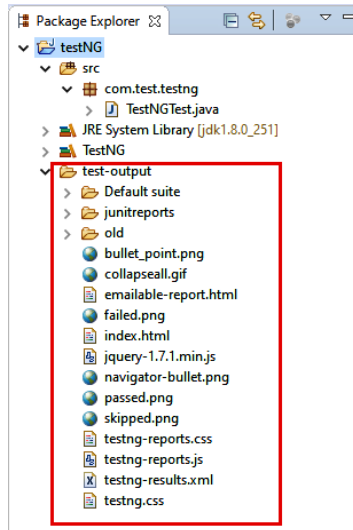 Package Explorer
testNG
src
com.test.testng
TestNGTest.java
JRE System Library [jdk1.8.0_251]
TestNG
test-output
Default suite
junitreports
old
bullet_point.png
collapseall.gif
emailable-report.html
failed.png
index.html
jquery-1.7.1.min.js
navigator-bullet.png
passed.png
skipped.png
testng-reports.css
testng-reports.js
testng-results.xml
testng.css